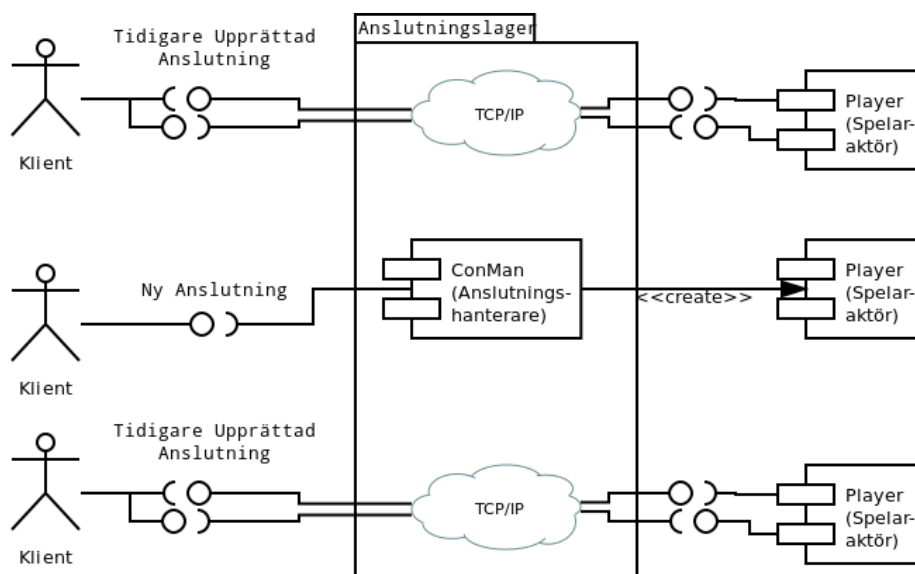 Anslutningslager
Tidigare Upprättad
Anslutning
TCP/IP
Player
(Spelar-
aktör)
Klient
Ny Anslutning
ConMan
(Anslutnings-
hanterare)
<<create>>
Player
(Spelar-
aktör)
Klient
Tidigare Upprättad
Anslutning
TCP/IP
Player
(Spelar-
aktör)
Klient